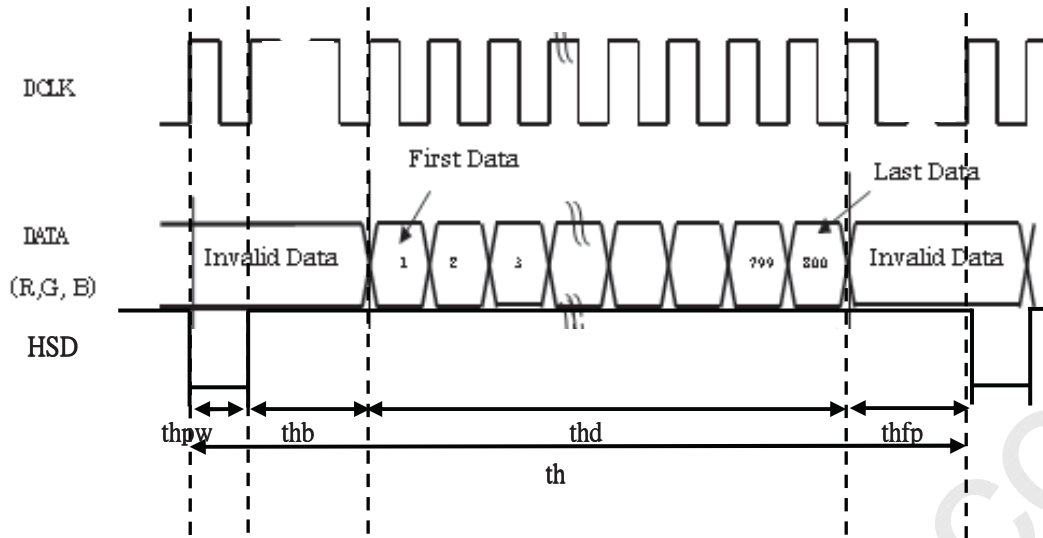 DCLK
First Data
Last Data
DATA
(R,G, B)
Invalid Data
1
2
3
799
800
Invalid Data
HSD
thpw
thb
thd
thfp
th